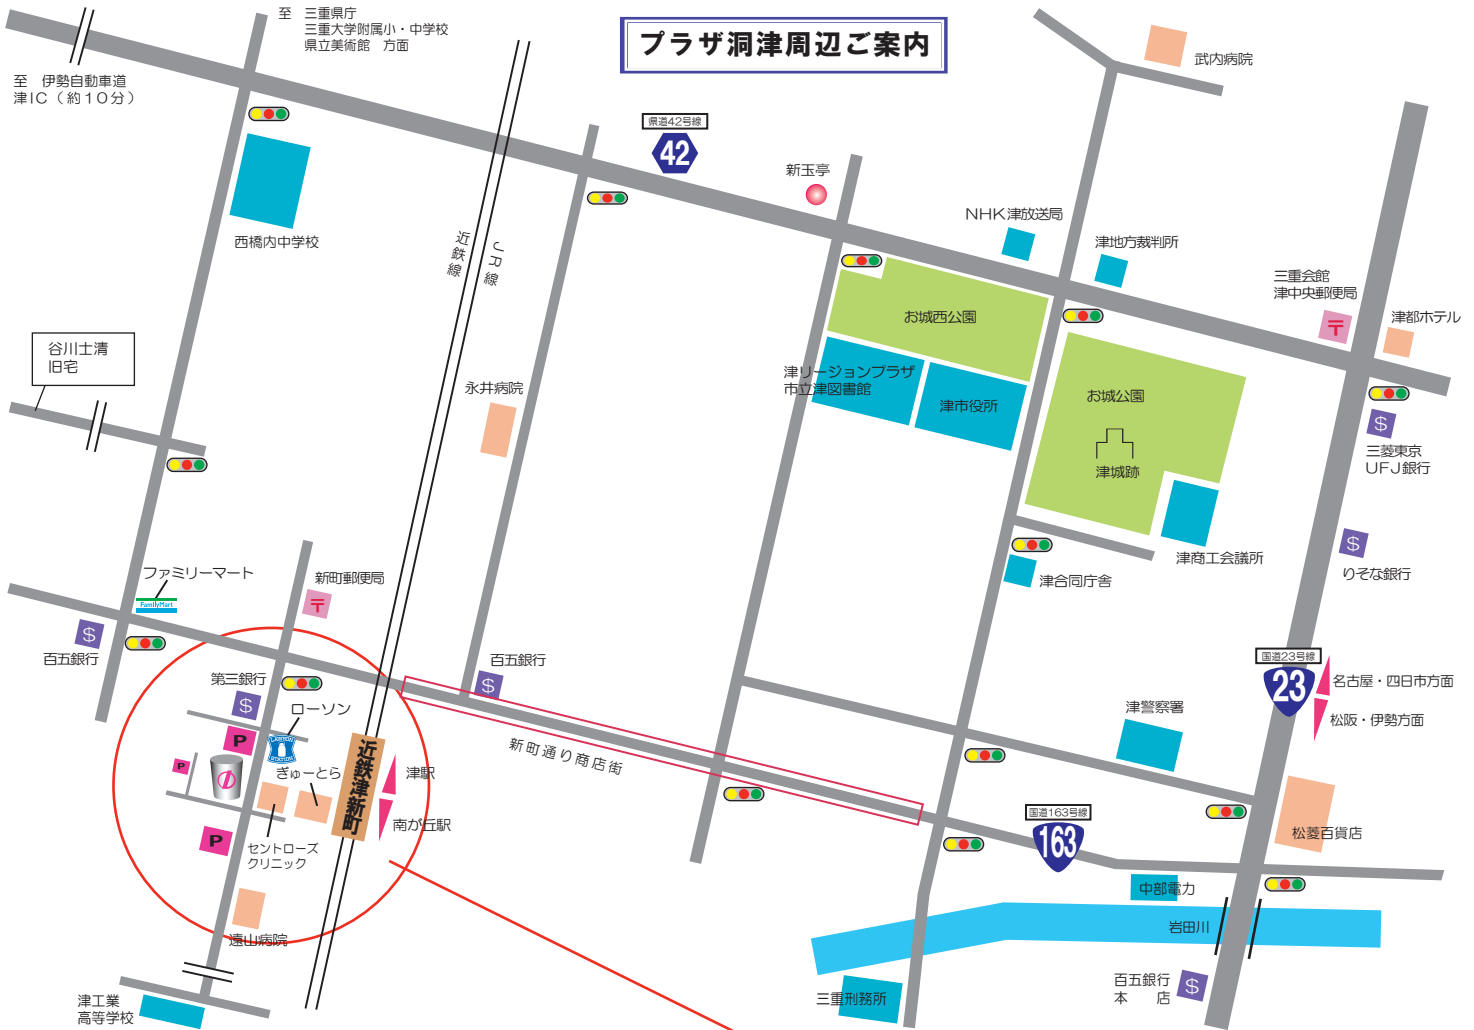 至　三重県庁
三重大学附属小・中学校
県立美術館　方面
プラザ洞津周辺ご案内
武内病院
至　伊勢自動車道
津IC（約10分）
県道42号線
42
新玉亭
西橋内中学校
近鉄線
JR線
NHK津放送局
津地方裁判所
三重会館
津中央郵便局
〒
津都ホテル
お城西公園
谷川士清
旧宅
津リージョンプラザ
市立津図書館
永井病院
津市役所
お城公園
津城跡
$
三菱東京
UFJ銀行
津商工会議所
$
りそな銀行
津合同庁舎
ファミリーマート
FamilyMart
新町郵便局
〒
$
百五銀行
百五銀行
$
第三銀行
$
ローソン
LAWSON
STATION
P
P
ぎゅーとら
近鉄津新町
津駅
南が丘駅
新町通り商店街
国道23号線
23
名古屋・四日市方面
松阪・伊勢方面
津警察署
P
セントローズ
クリニック
国道163号線
163
松菱百貨店
中部電力
遠山病院
岩田川
津工業
高等学校
三重刑務所
百五銀行
本　店
$